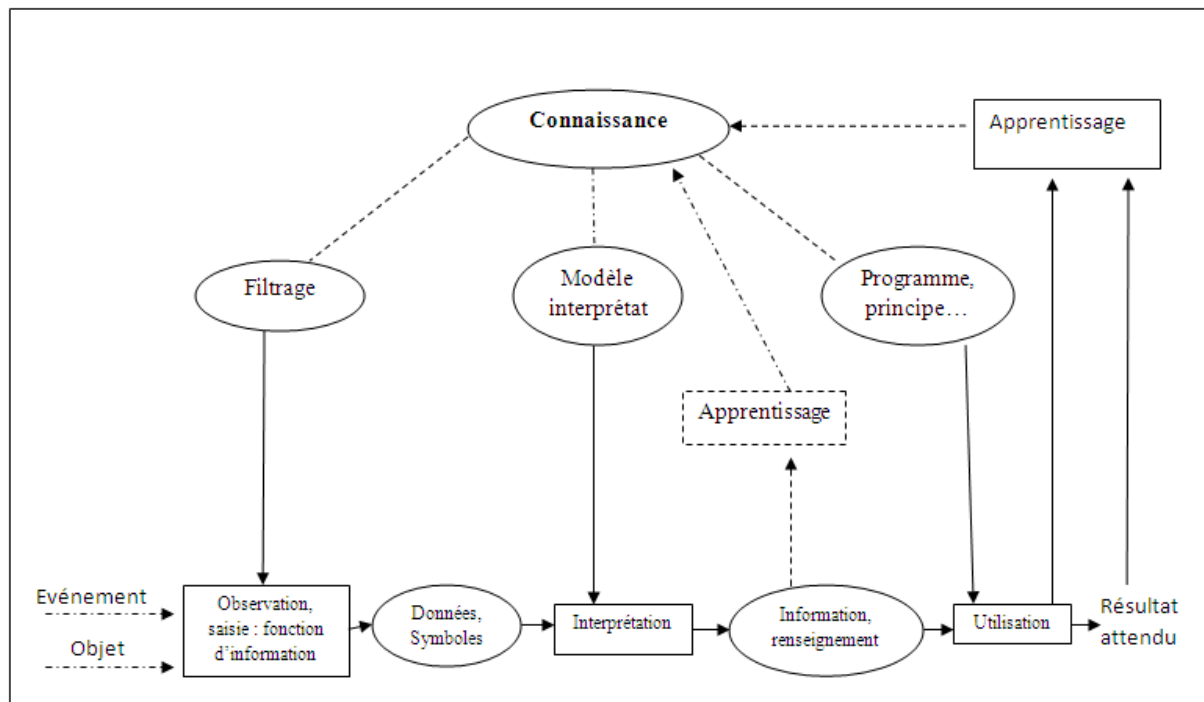 Connaissance
Apprentissage
Filtrage
Modèle
interprétat
Programme,
principe…
Apprentissage
Evénement
Objet
Observation,
saisie : fonction
d’information
Données,
Symboles
Interprétation
Information,
renseignement
Utilisation
Résultat
attendu